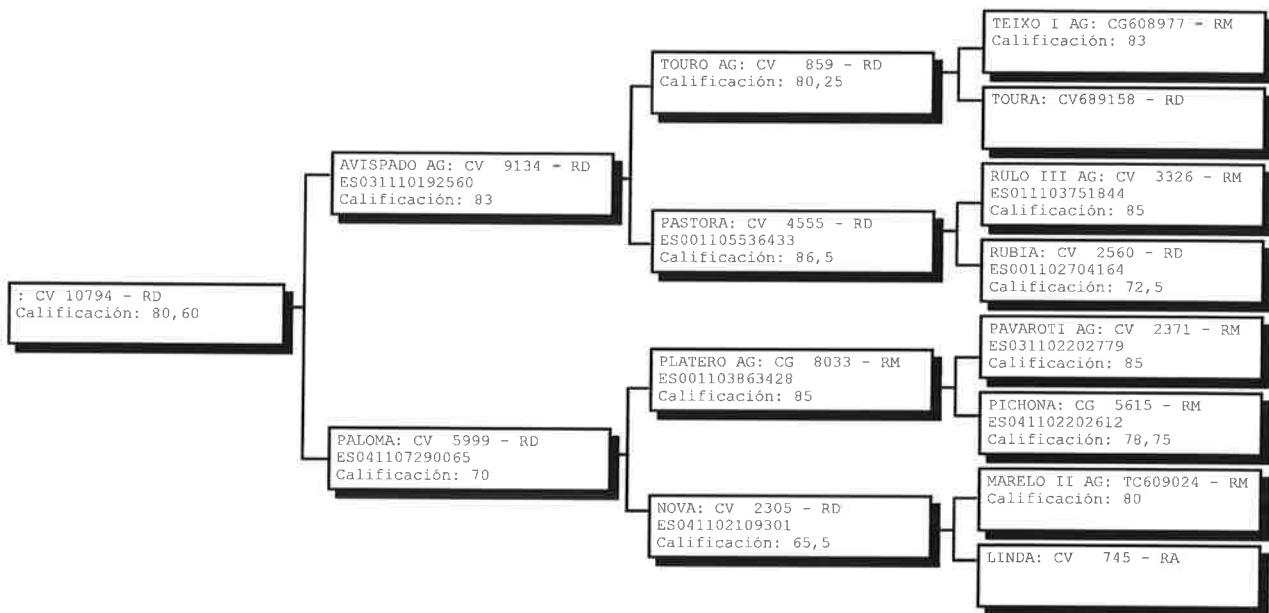 TEIXO I AG: CG608977 - RM
Calificación: 83
TOURO AG: CV 859 - RD
Calificación: 80,25
TOURA: CV689158 - RD
AVISPADO AG: CV 9134 - RD
ES031110192560
Calificación: 83
RULO III AG: CV 3326 - RM
ES011103751844
Calificación: 85
PASTORA: CV 4555 - RD
ES001105536433
Calificación: 86,5
RUBIA: CV 2560 - RD
ES001102704164
Calificación: 72,5
: CV 10794 - RD
Calificación: 80,60
PAVAROTI AG: CV 2371 - RM
ES031102202779
Calificación: 85
PLATERO AG: CG 8033 - RM
ES001103863428
Calificación: 85
PICHONA: CG 5615 - RM
ES041102202612
Calificación: 78,75
PALOMA: CV 5999 - RD
ES041107290065
Calificación: 70
MARELO II AG: TC609024 - RM
Calificación: 80
NOVA: CV 2305 - RD
ES041102109301
Calificación: 65,5
LINDA: CV 745 - RA